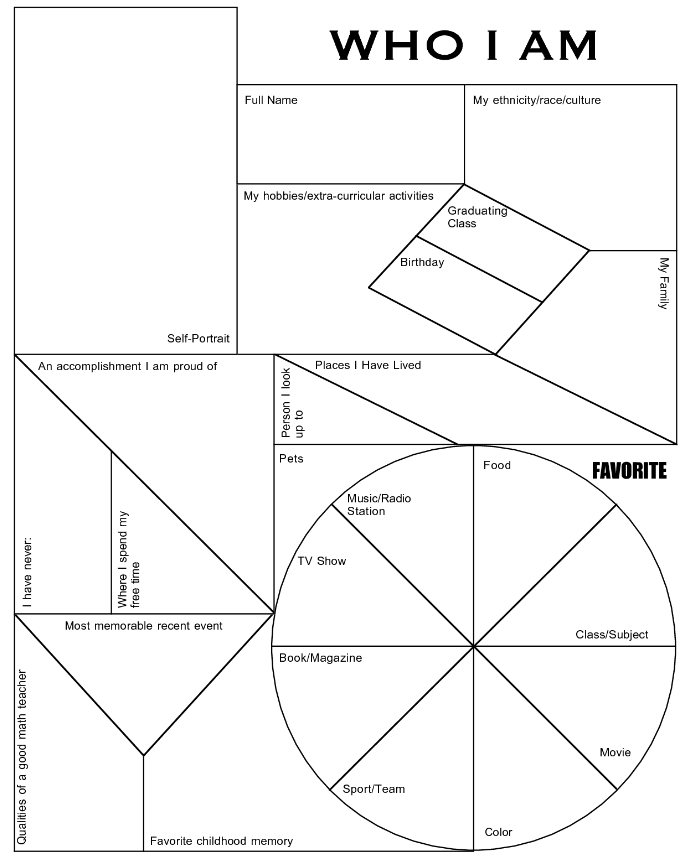 WHO I AM
Full Name
My ethnicity/race/culture
My hobbies/extra-curricular activities
Graduating
Class
Birthday
My Family
Self-Portrait
An accomplishment I am proud of
Places I Have Lived
Person I look
up to
Pets
Food
FAVORITE
Music/Radio
Station
TV Show
I have never:
Where I spend my
free time
Most memorable recent event
Class/Subject
Book/Magazine
Qualities of a good math teacher
Movie
Sport/Team
Color
Favorite childhood memory